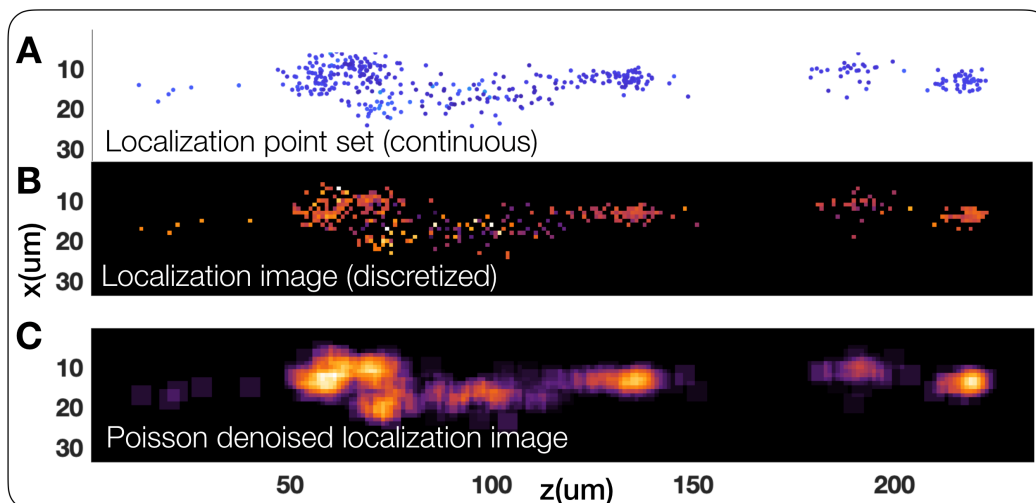 A
10
20
30
Localization point set (continuous)
B
10
20
30
x(um)
Localization image (discretized)
C
10
20
30
Poisson denoised localization image
50 100 150 200
z(um)